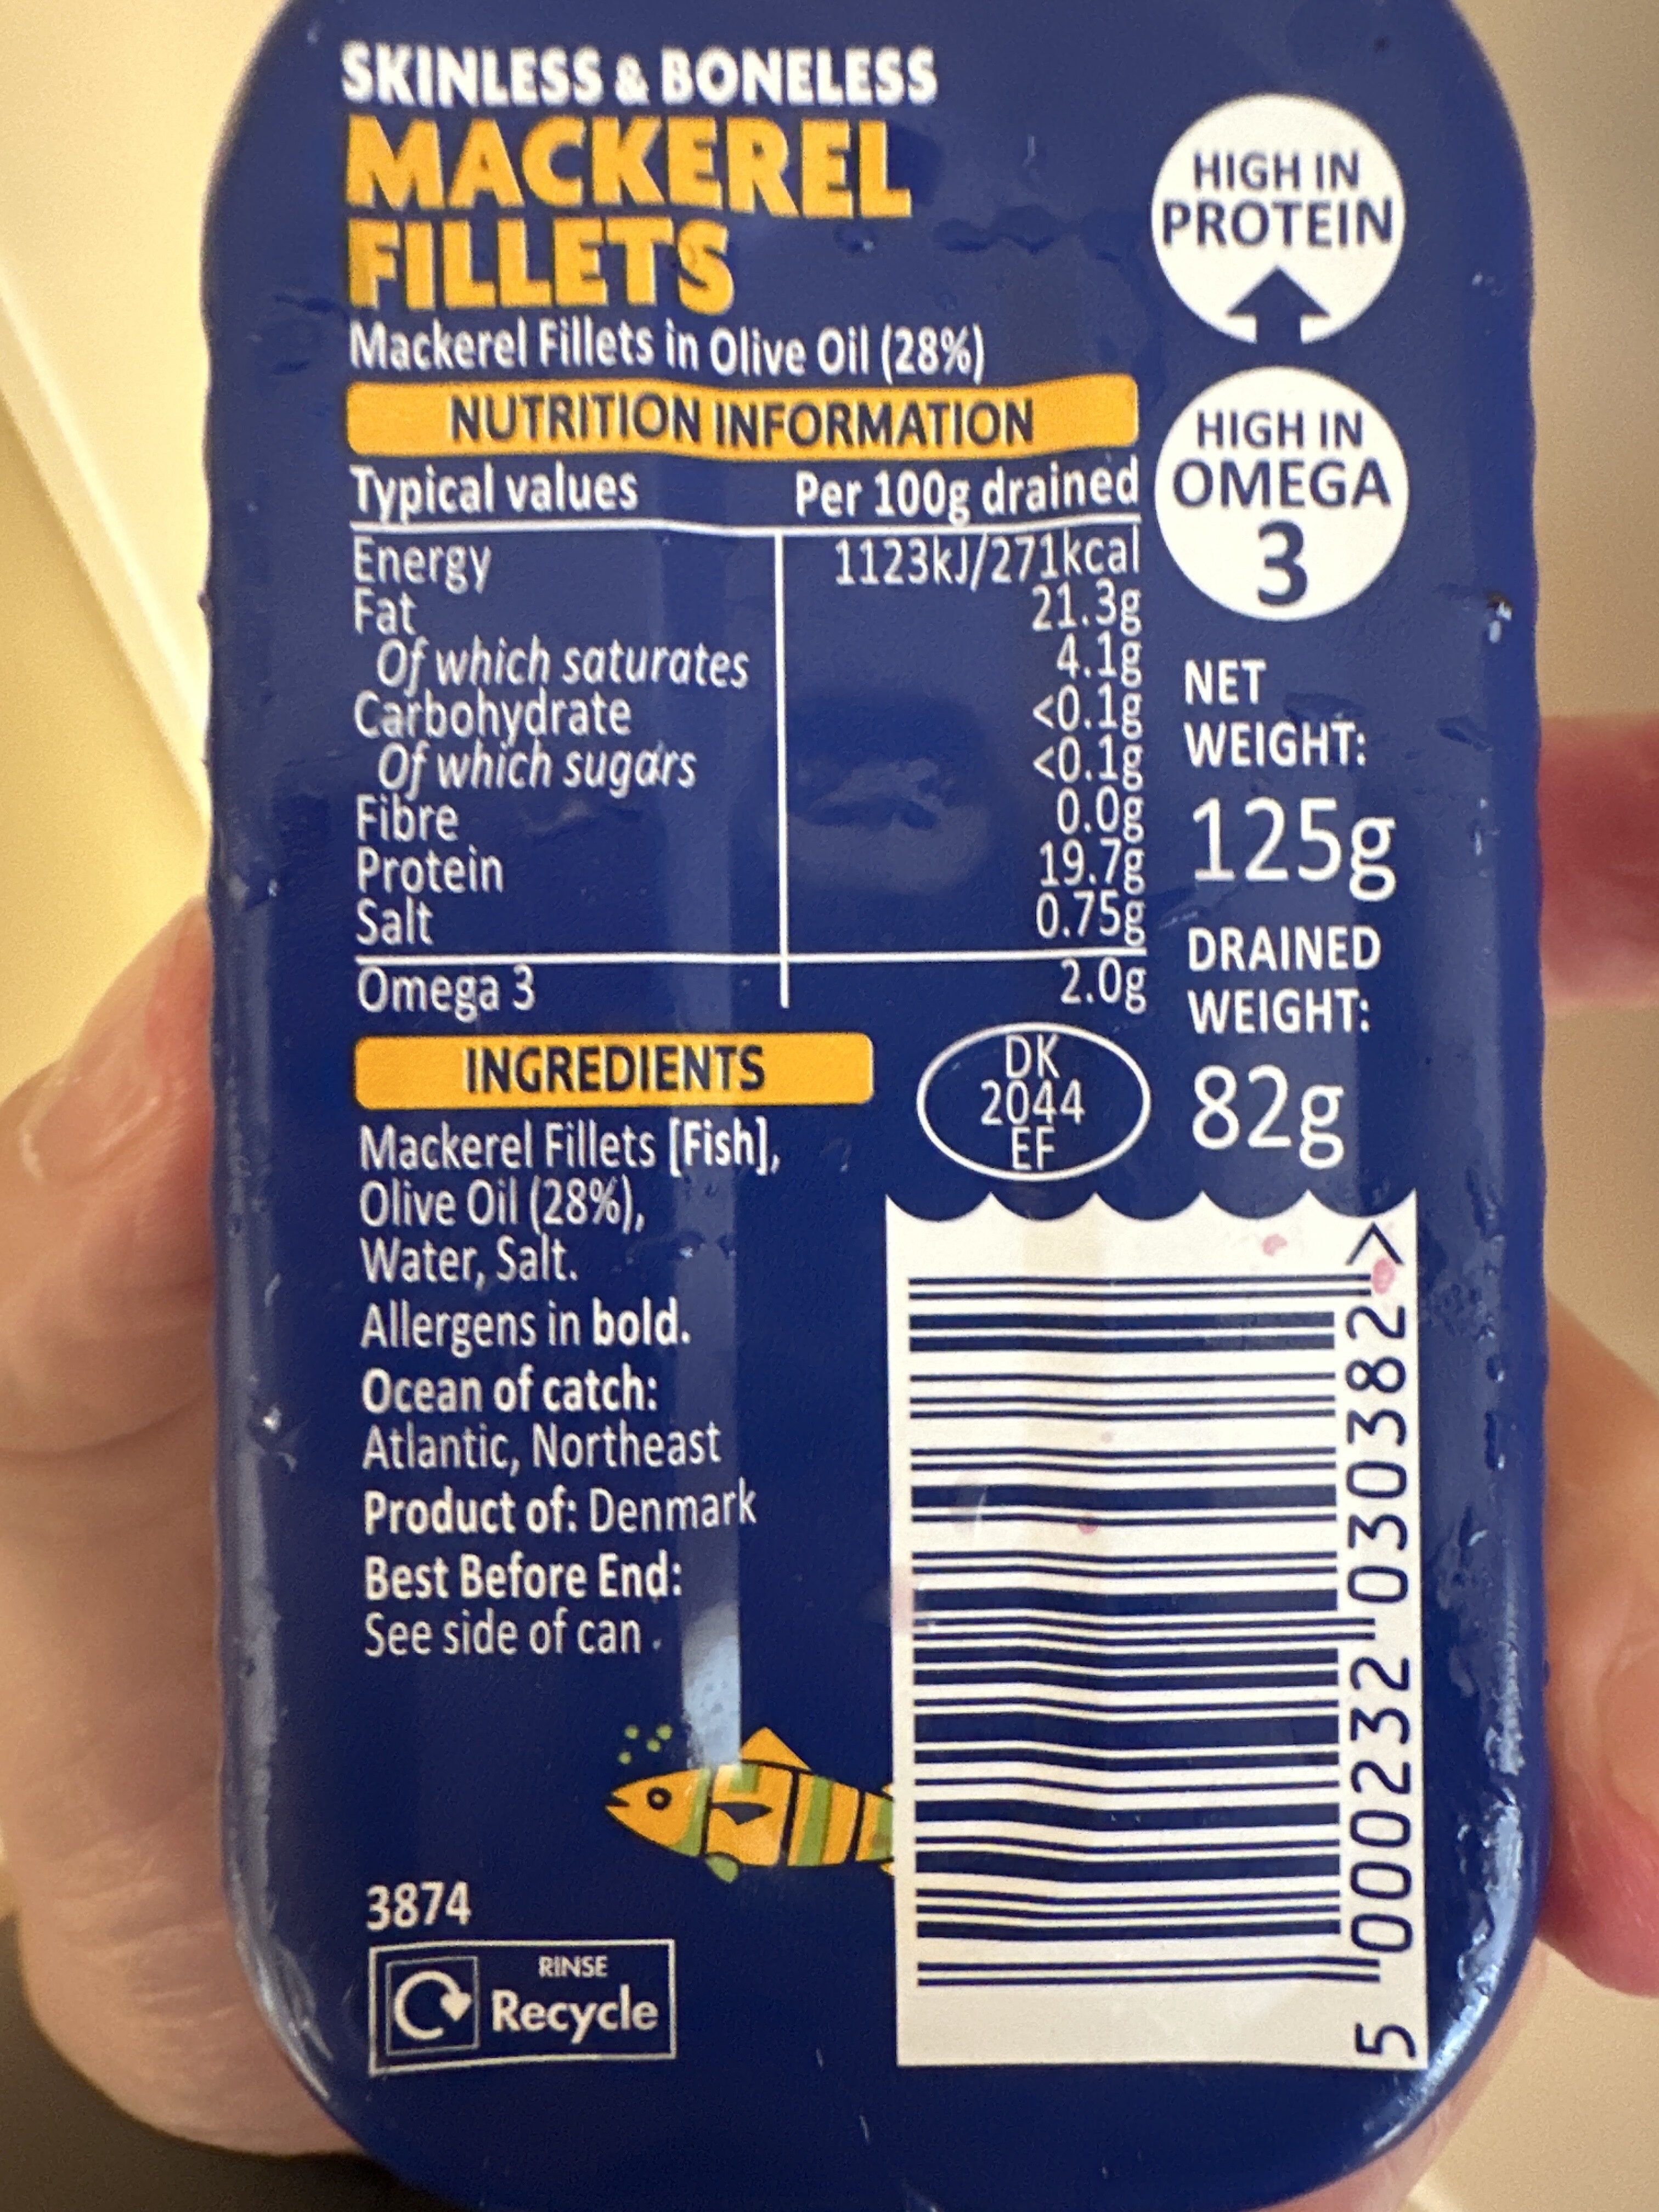 SKINLESS & BONELESS
MACKEREL
FILLETS
Mackerel Fillets in Olive Oil (28%)
NUTRITION INFORMATION
Typical values Per 100g drained
Energy 1123kJ/271kcal
Fat 21.3g
Of which saturates 4.1g
Carbohydrate <0.1g
Of which sugars <0.1g
Fibre 0.0g
Protein 19.7g
Salt 0.75g
Omega 3 2.0g
HIGH IN
PROTEIN
HIGH IN
OMEGA
3
NET
WEIGHT:
125g
DRAINED
WEIGHT:
82g
INGREDIENTS
Mackerel Fillets [Fish],
Olive Oil (28%),
Water, Salt.
Allergens in bold.
Ocean of catch:
Atlantic, Northeast
Product of: Denmark
Best Before End:
See side of can
DK
2044
EF
3874
RINSE
Recycle
5 000232 030382 >